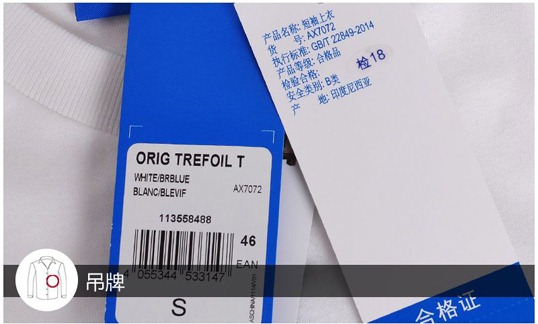 产品名称: 短袖上衣
货 号: AX7072
执行标准: GB/T 22849-2014
产品等级: 合格品
检验合格:
检18
安全类别: B类
产 地: 印度尼西亚
ORIG TREFOIL T
WHITE/BRBLUE
BLANC/BLEVIF
AX7072
113558488
46
EAN
4 055344 533147
S
吊牌
合格证